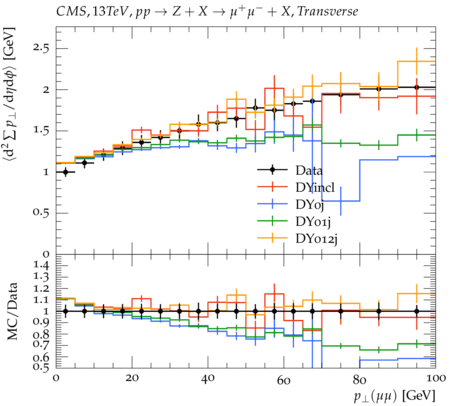 CMS, 13TeV, pp → Z + X → μ⁺μ⁻ + X, Transverse
⟨d² ∑ p⊥/dηdϕ⟩ [GeV]
2.5
2
1.5
1
0.5
0
Data
DYincl
DY0j
DY01j
DY012j
MC/Data
1.4
1.3
1.2
1.1
1
0.9
0.8
0.7
0.6
0.5
0 20 40 60 80 100
p⊥(μμ) [GeV]